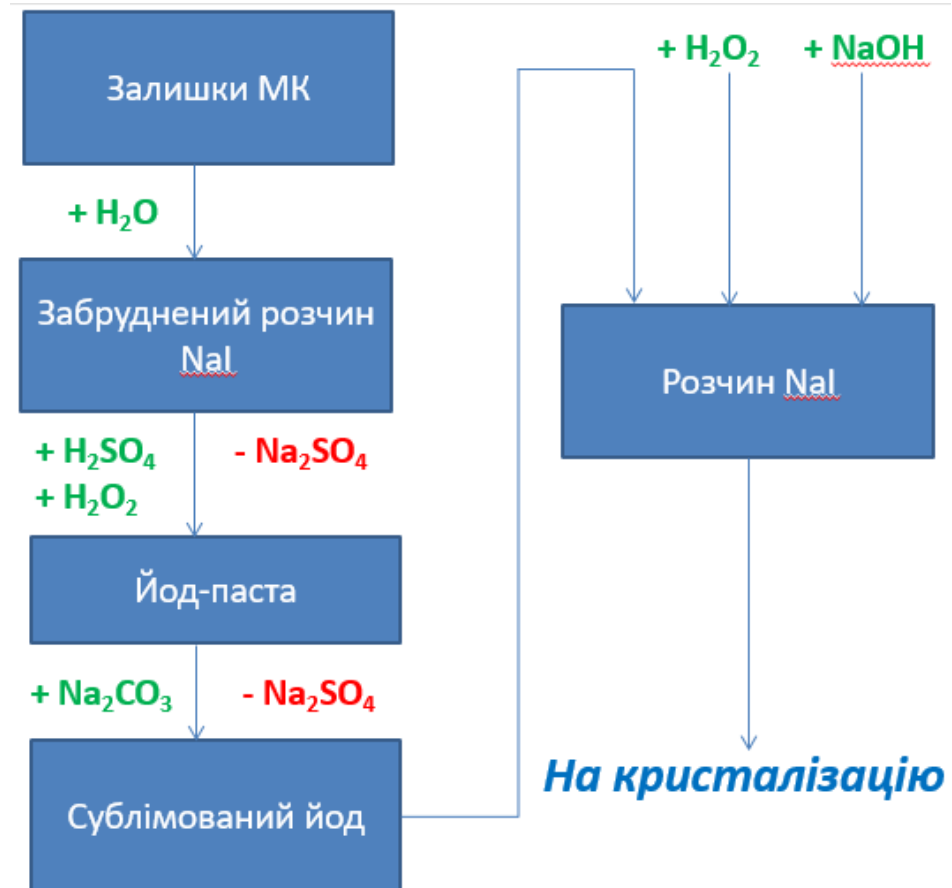 Залишки МК
+ H₂O
Забруднений розчин
NaI
+ H₂SO₄ - Na₂SO₄
+ H₂O₂
Йод-паста
+ Na₂CO₃ - Na₂SO₄
Сублімований йод
+ H₂O₂ + NaOH
Розчин NaI
На кристалізацію